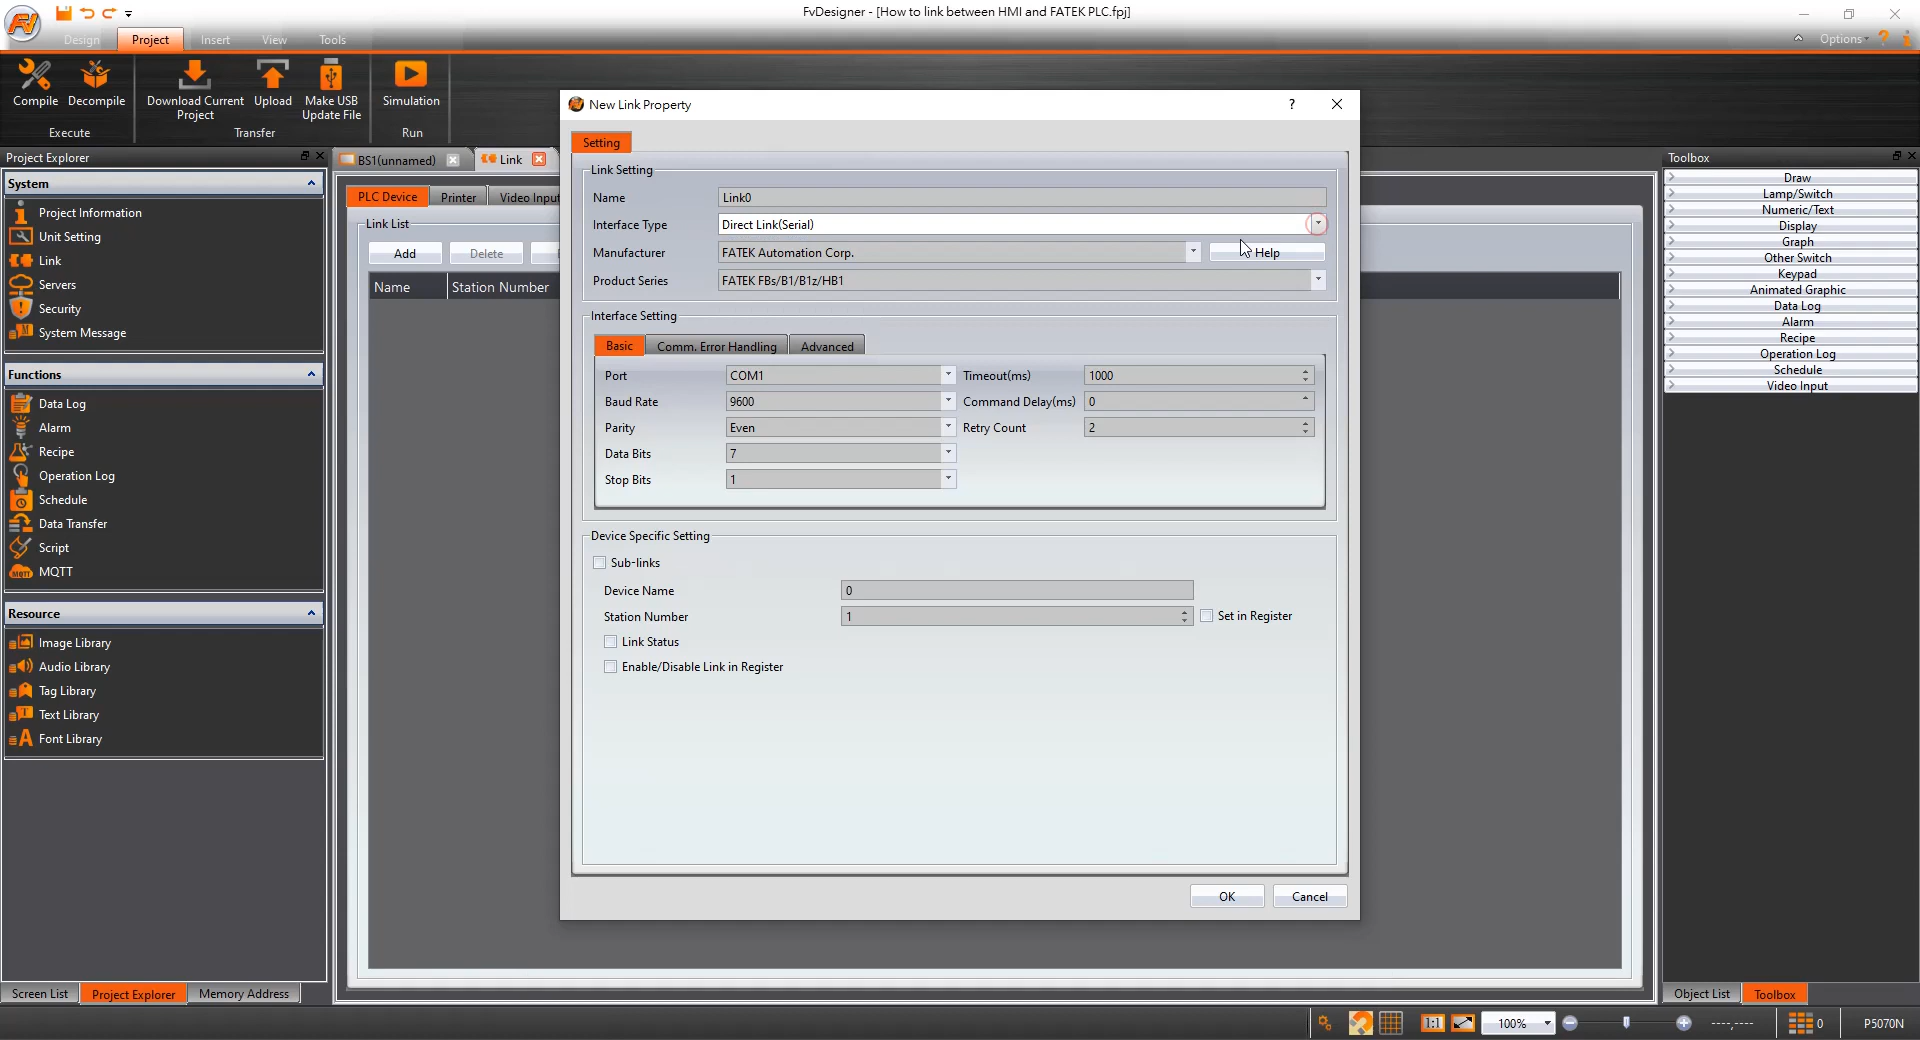 FvDesigner - [How to link between HMI and FATEK PLC.fpj]
Design Project Insert View Tools
Options
Compile Decompile Download Current Project Upload Make USB Update File Simulation
Execute Transfer Run
Project Explorer
System
Project Information
Unit Setting
Link
Servers
Security
System Message
Functions
Data Log
Alarm
Recipe
Operation Log
Schedule
Data Transfer
Script
MQTT
Resource
Image Library
Audio Library
Tag Library
Text Library
Font Library
Screen List Project Explorer Memory Address
BS1(unnamed) Link
PLC Device Printer Video Input
Link List
Add Delete
Name Station Number
New Link Property ?
Setting
Link Setting
Name Link0
Interface Type Direct Link(Serial)
Manufacturer FATEK Automation Corp. Help
Product Series FATEK FBs/B1/B1z/HB1
Interface Setting
Basic Comm. Error Handling Advanced
Port COM1 Timeout(ms) 1000
Baud Rate 9600 Command Delay(ms) 0
Parity Even Retry Count 2
Data Bits 7
Stop Bits 1
Device Specific Setting
Sub-links
Device Name 0
Station Number 1 Set in Register
Link Status
Enable/Disable Link in Register
OK Cancel
Toolbox
Draw
Lamp/Switch
Numeric/Text
Display
Graph
Other Switch
Keypad
Animated Graphic
Data Log
Alarm
Recipe
Operation Log
Schedule
Video Input
Object List Toolbox
1:1 100% ----,---- 0 P5070N